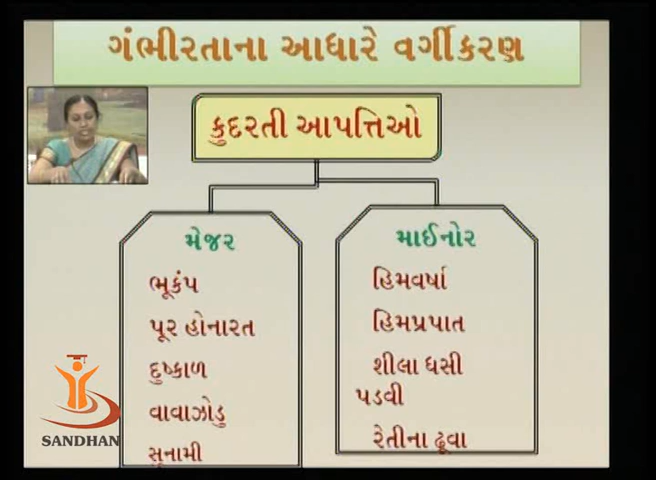 ગંભીરતાના આધારે વર્ગીકરણ
કુદરતી આપત્તિઓ
મેજર
ભૂકંપ
પૂર હોનારત
દુષ્કાળ
વાવાઝોડુ
સુનામી
માઈનોર
હિમવર્ષા
હિમપ્રપાત
શીલા ધસી
પડવી
રેતીના ઢૂવા
SANDHAN